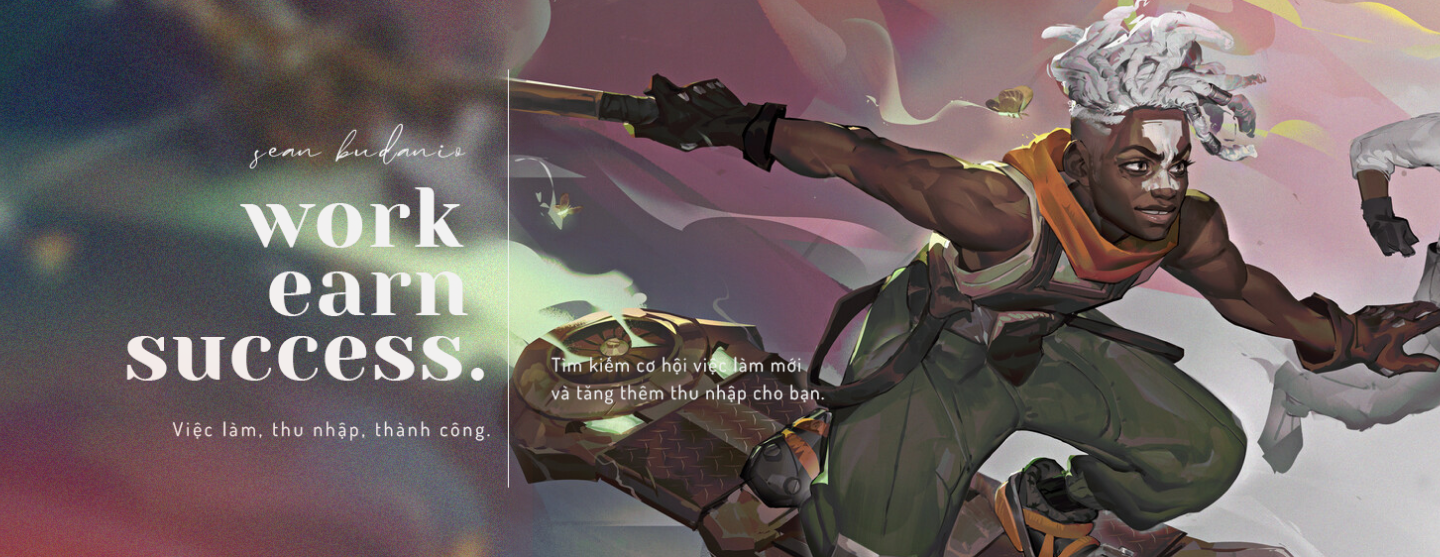 sean budanio
work
earn
success.
Việc làm, thu nhập, thành công.
Tìm kiếm cơ hội việc làm mới
và tăng thêm thu nhập cho bạn.